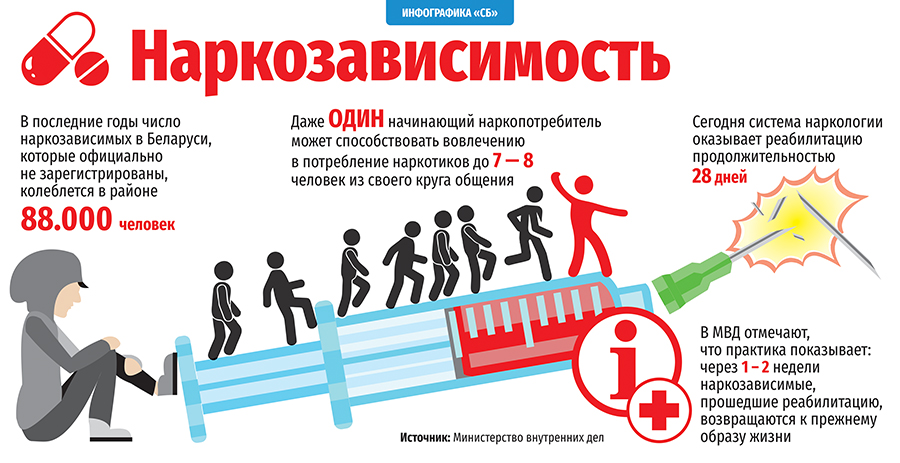 ИНФОГРАФИКА «СБ»
Наркозависимость
В последние годы число
наркозависимых в Беларуси,
которые официально
не зарегистрированы,
колеблется в районе
88.000 человек
Даже ОДИН начинающий наркопотребитель
может способствовать вовлечению
в потребление наркотиков до 7 — 8
человек из своего круга общения
Сегодня система наркологии
оказывает реабилитацию
продолжительностью
28 дней
В МВД отмечают,
что практика показывает:
через 1 – 2 недели
наркозависимые,
прошедшие реабилитацию,
возвращаются к прежнему
образу жизни
Источник: Министерство внутренних дел